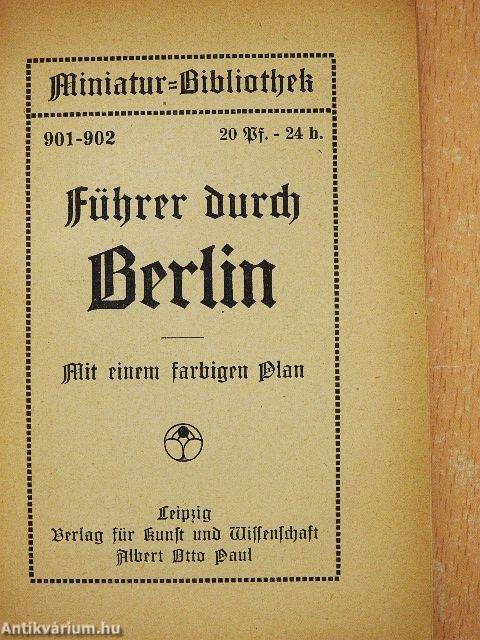 Miniatur=Bibliothek
901-902 20 Pf. - 24 h.
Führer durch
Berlin
Mit einem farbigen Plan
Leipzig
Verlag für Kunst und Wissenschaft
Albert Otto Paul
Antikvárium.hu